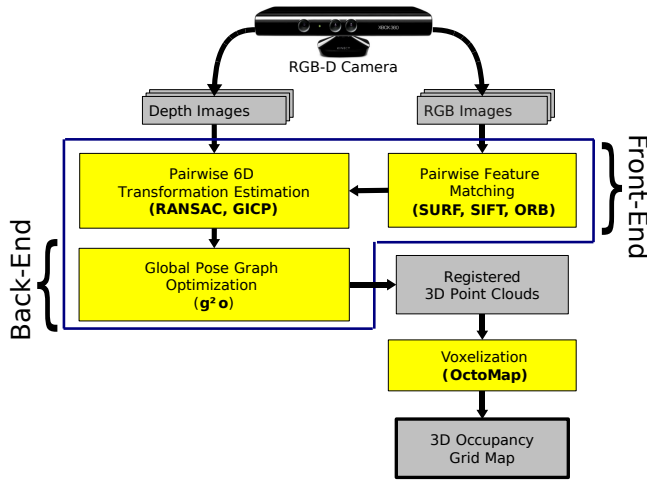 XBOX 360
RGB-D Camera
Depth Images
RGB Images
Pairwise 6D
Transformation Estimation
(RANSAC, GICP)
Pairwise Feature
Matching
(SURF, SIFT, ORB)
Front-End
Back-End
Global Pose Graph
Optimization
(g²o)
Registered
3D Point Clouds
Voxelization
(OctoMap)
3D Occupancy
Grid Map